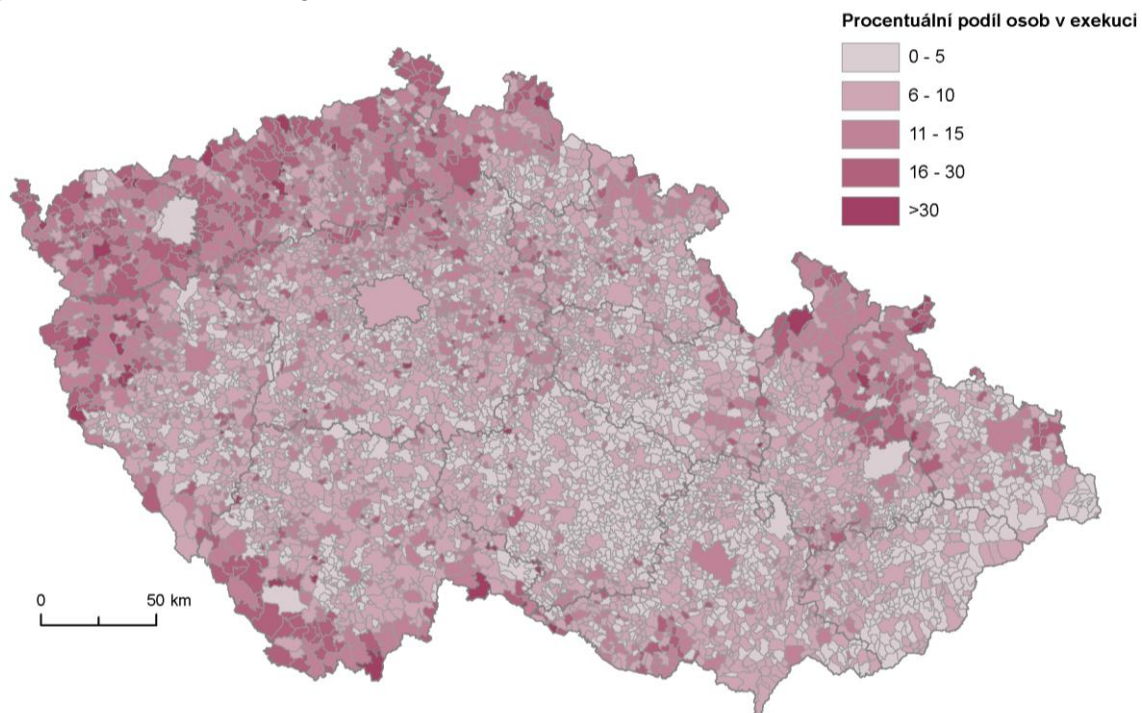 Procentuální podíl osob v exekuci
0 - 5
6 - 10
11 - 15
16 - 30
>30
0 50 km